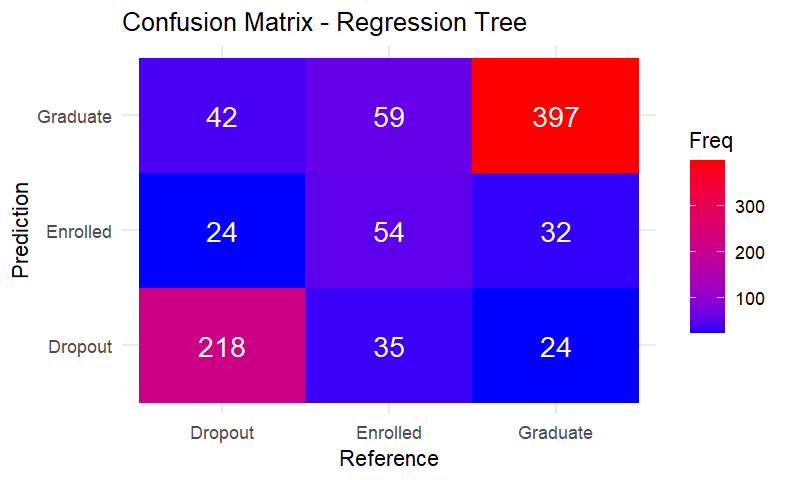 Confusion Matrix - Regression Tree
Prediction
Graduate
42 59 397
Enrolled
24 54 32
Dropout
218 35 24
Dropout Enrolled Graduate
Reference
Freq
300
200
100